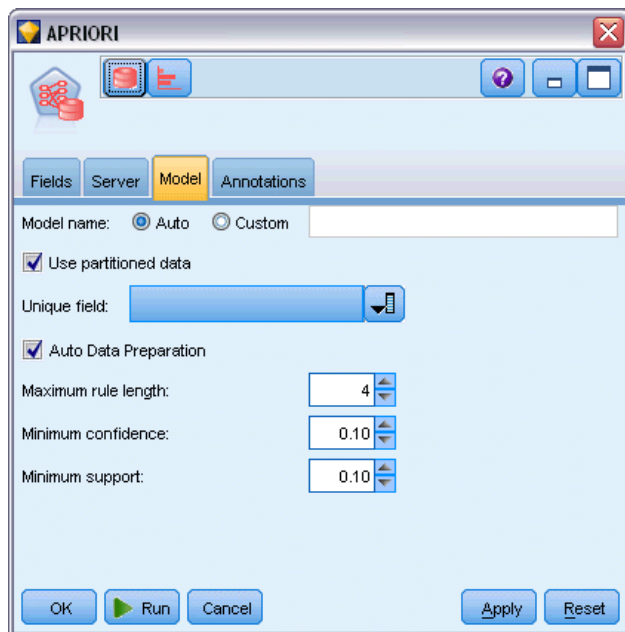 APRIORI
?
Fields Server Model Annotations
Model name: Auto Custom
Use partitioned data
Unique field:
Auto Data Preparation
Maximum rule length: 4
Minimum confidence: 0.10
Minimum support: 0.10
OK Run Cancel Apply Reset